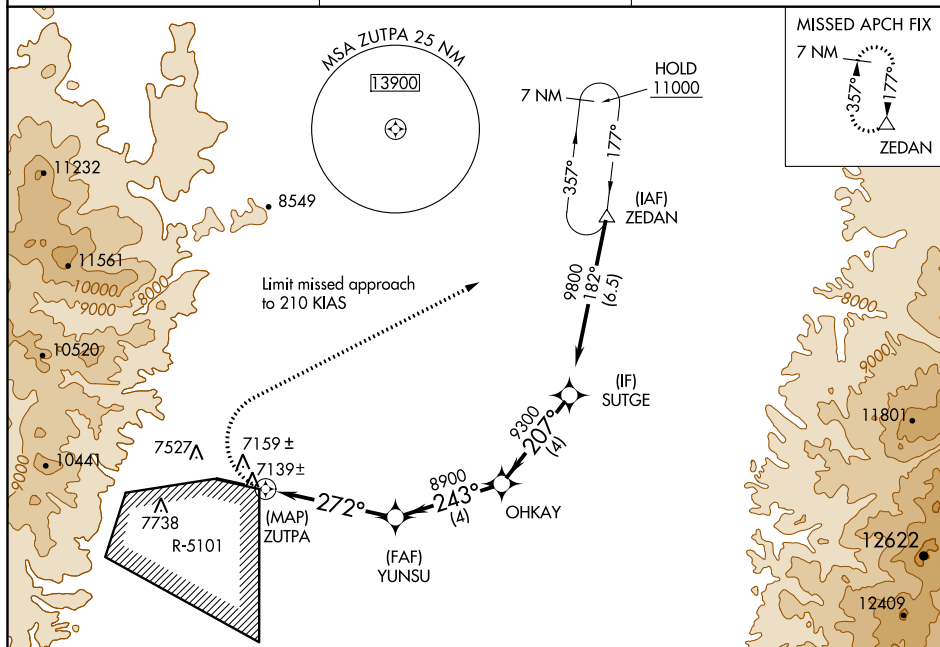 MISSED APCH FIX
7 NM
357°
177°
ZEDAN
MSA ZUTPA 25 NM
13900
HOLD
11000
7 NM
357°
177°
(IAF)
ZEDAN
11232
8549
11561
10000
9000
8000
Limit missed approach
to 210 KIAS
9800
182°
(6.5)
8000
9000
10520
(IF)
SUTGE
9300
207°
(4)
11801
7527
7159 ±
7139 ±
10441
9000
8900
243°
(4)
OHKAY
272°
(MAP)
ZUTPA
7738
R-5101
(FAF)
YUNSU
12622
12409